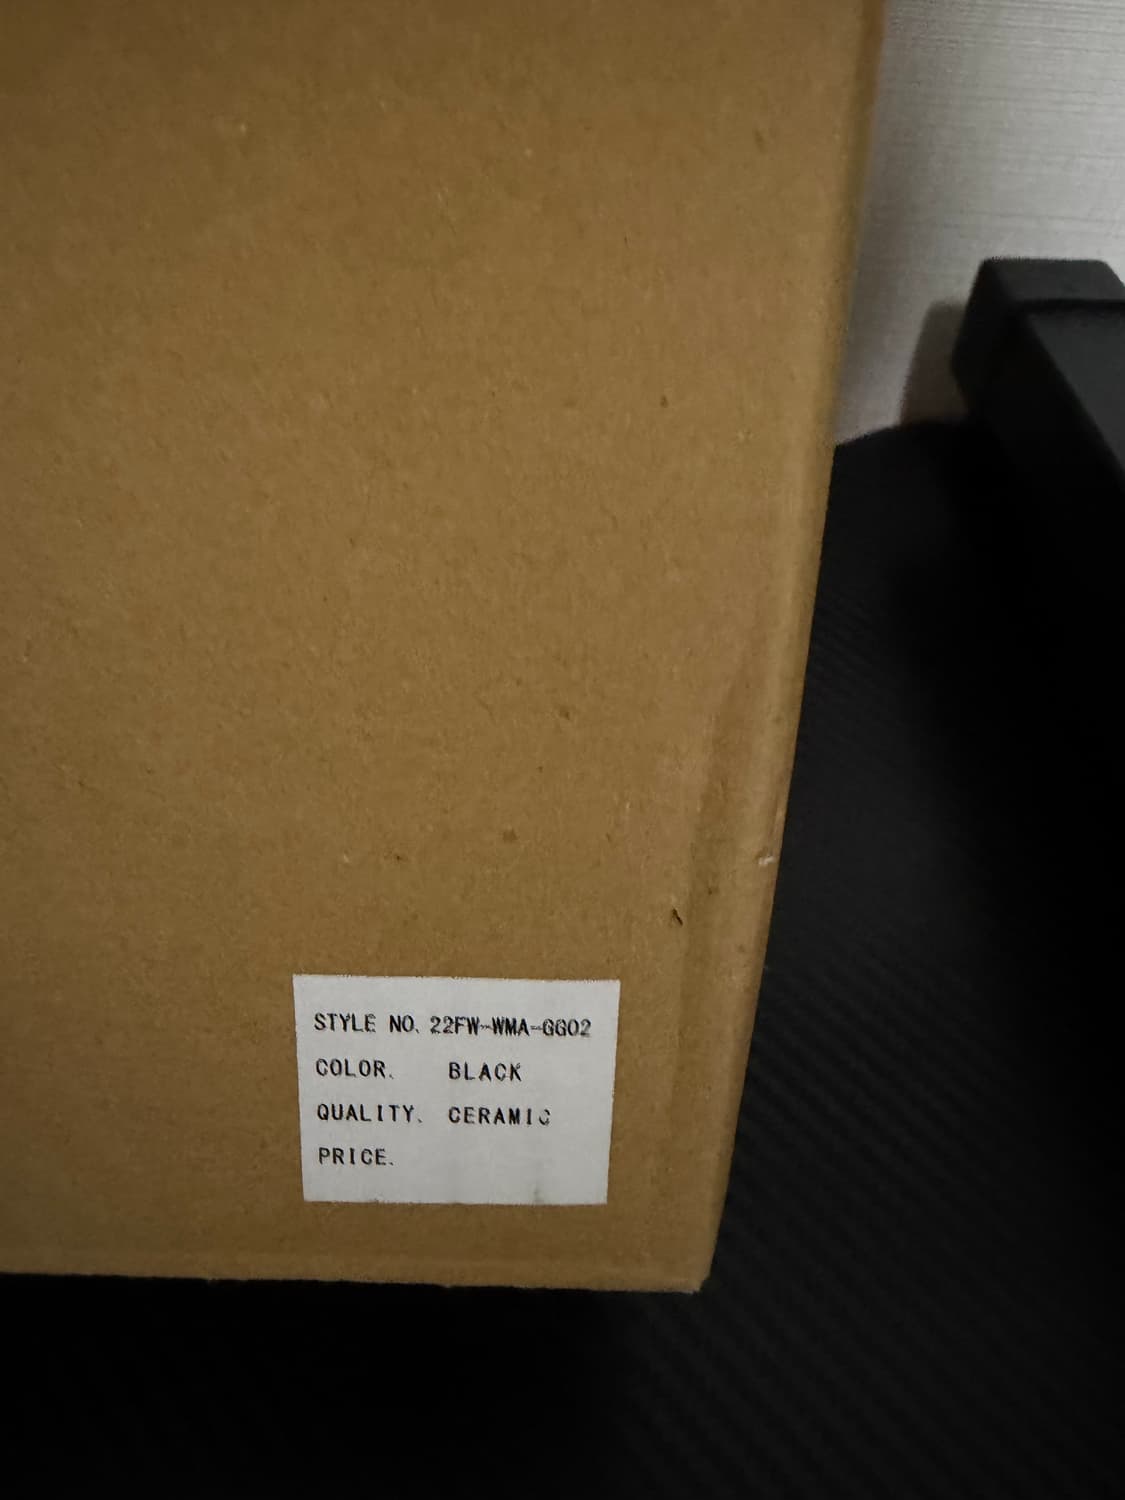 STYLE NO. 22FW-WMA-GG02
COLOR. BLACK
QUALITY. CERAMIC
PRICE.